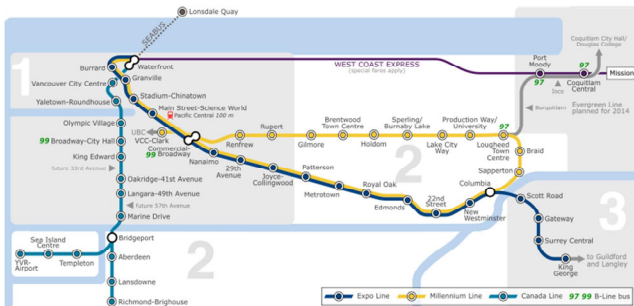 Lonsdale Quay
SEABUS
Burrard
Waterfront
WEST COAST EXPRESS
(special fares apply)
Port
Moody
97
97
Coquitlam
Central
Coquitlam City Hall/
Douglas College
Mission
Ioco
Burquitlam
Evergreen Line
planned for 2014
1
Vancouver City Centre
Granville
Yaletown-Roundhouse
Stadium-Chinatown
Main Street-Science World
Pacific Central 100 m
Olympic Village
UBC
VCC-Clark
99 Broadway-City Hall
Commercial-
Broadway
99
King Edward
future 33rd Avenue
Oakridge-41st Avenue
Langara-49th Avenue
future 57th Avenue
Marine Drive
Renfrew
Rupert
Gilmore
Brentwood
Town Centre
Holdom
Sperling/
Burnaby Lake
Lake City
Way
Production Way/
University
97
Lougheed
Town
Centre
Braid
Sapperton
Columbia
2
Nanaimo
29th
Avenue
Joyce-
Collingwood
Patterson
Metrotown
Royal Oak
Edmonds
22nd
Street
New
Westminster
3
Scott Road
Gateway
Surrey Central
King
George
to Guildford
and Langley
Bridgeport
Sea Island
Centre
YVR-
Airport
Templeton
Aberdeen
2
Lansdowne
Richmond-Brighouse
Expo Line
Millennium Line
Canada Line
97 99 B-Line bus